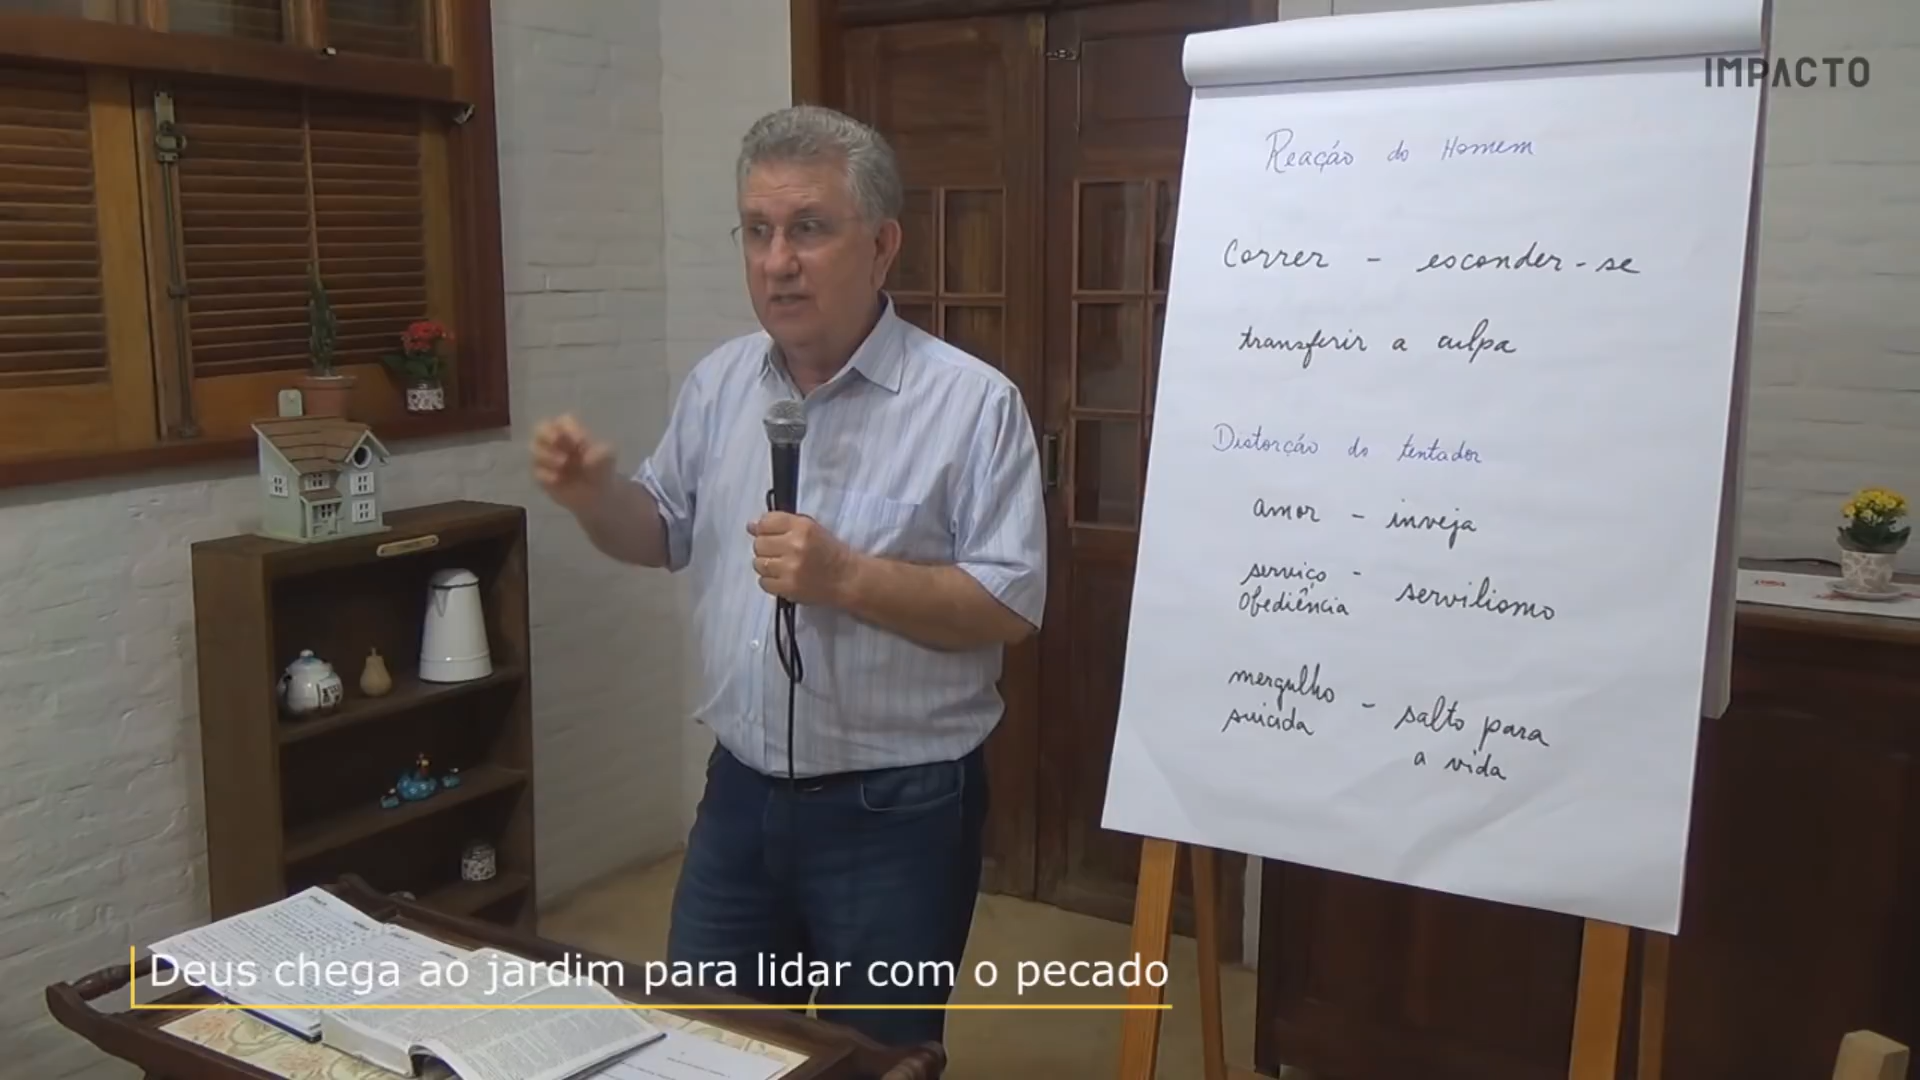 IMPACTO
Reação do Homem
Correr - esconder-se
transferir a culpa
Distorção do tentador
amor - inveja
serviço -
Obediência
servilismo
mergulho
suicida
- salto para
a vida
Deus chega ao jardim para lidar com o pecado